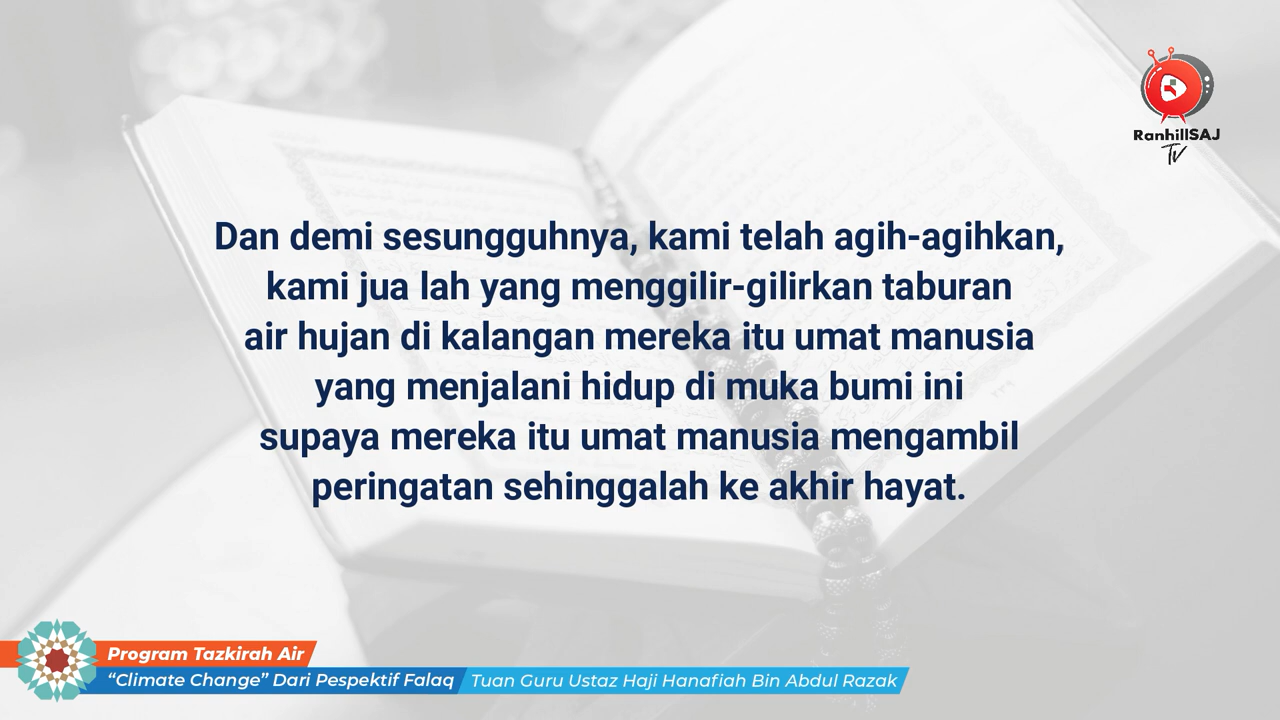 RanhillSAJ
Tv
Dan demi sesungguhnya, kami telah agih-agihkan,
kami jua lah yang menggilir-gilirkan taburan
air hujan di kalangan mereka itu umat manusia
yang menjalani hidup di muka bumi ini
supaya mereka itu umat manusia mengambil
peringatan sehinggalah ke akhir hayat.
Program Tazkirah Air
“Climate Change” Dari Pespektif Falaq
Tuan Guru Ustaz Haji Hanafiah Bin Abdul Razak